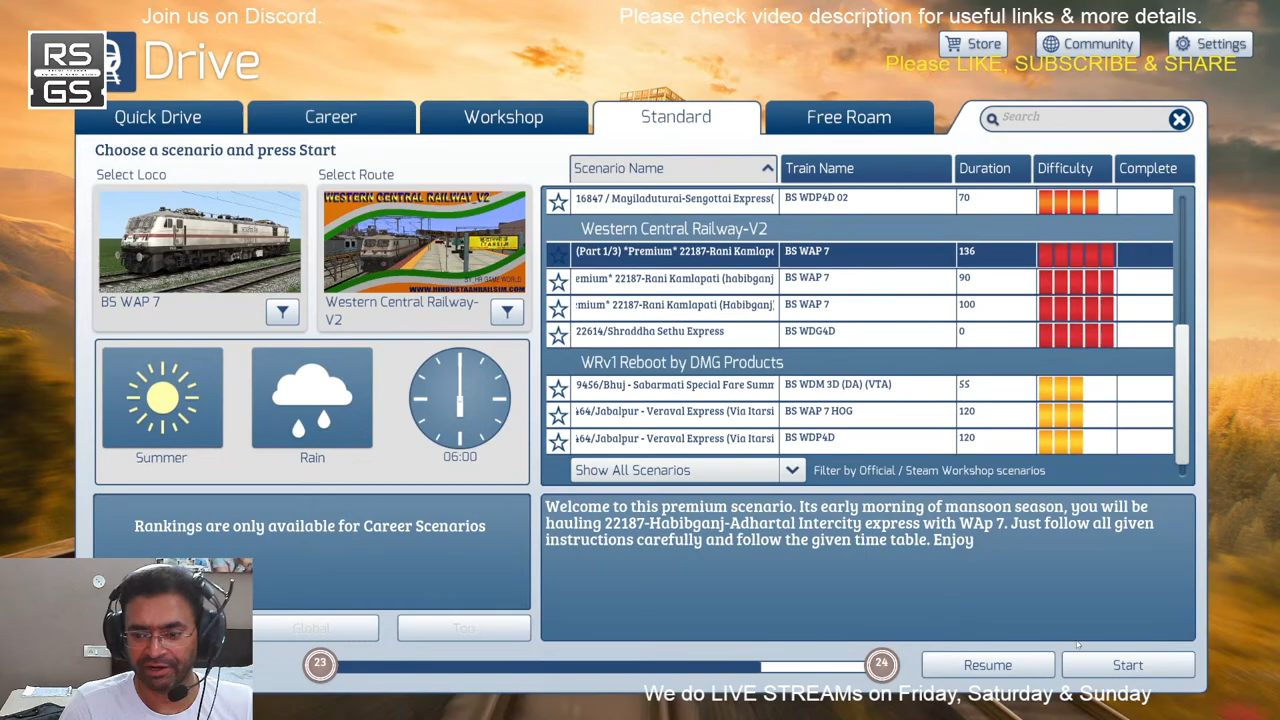 Join us on Discord.
Please check video description for useful links & more details.
RS
GS
Drive
Store
Community
Settings
Please LIKE, SUBSCRIBE & SHARE
Quick Drive
Career
Workshop
Standard
Free Roam
Search
Choose a scenario and press Start
Select Loco
Select Route
BS WAP 7
WESTERN CENTRAL RAILWAY_V2
WWW.HINDUSTAANRAILSIM.COM
Western Central Railway-
V2
Scenario Name
Train Name
Duration
Difficulty
Complete
16847 / Mayiladuturai-Sengottai Express(
BS WDP4D 02
70
Western Central Railway-V2
(Part 1/3) *Premium* 22187-Rani Kamlapa
BS WAP 7
136
emium* 22187-Rani Kamlapati (habibganj)
BS WAP 7
90
mium* 22187-Rani Kamlapati (Habibganj)
BS WAP 7
100
22614/Shraddha Sethu Express
BS WDG4D
0
WRv1 Reboot by DMG Products
9456/Bhuj - Sabarmati Special Fare Summ
BS WDM 3D (DA) (VTA)
55
464/Jabalpur - Veraval Express (Via Itarsi
BS WAP 7 HOG
120
464/Jabalpur - Veraval Express (Via Itarsi
BS WDP4D
120
Show All Scenarios
Filter by Official / Steam Workshop scenarios
Summer
Rain
06:00
Rankings are only available for Career Scenarios
Welcome to this premium scenario. Its early morning of mansoon season, you will be
hauling 22187-Habibganj-Adhartal Intercity express with WAp 7. Just follow all given
instructions carefully and follow the given time table. Enjoy
Global
Top
23
24
Resume
Start
We do LIVE STREAMs on Friday, Saturday & Sunday